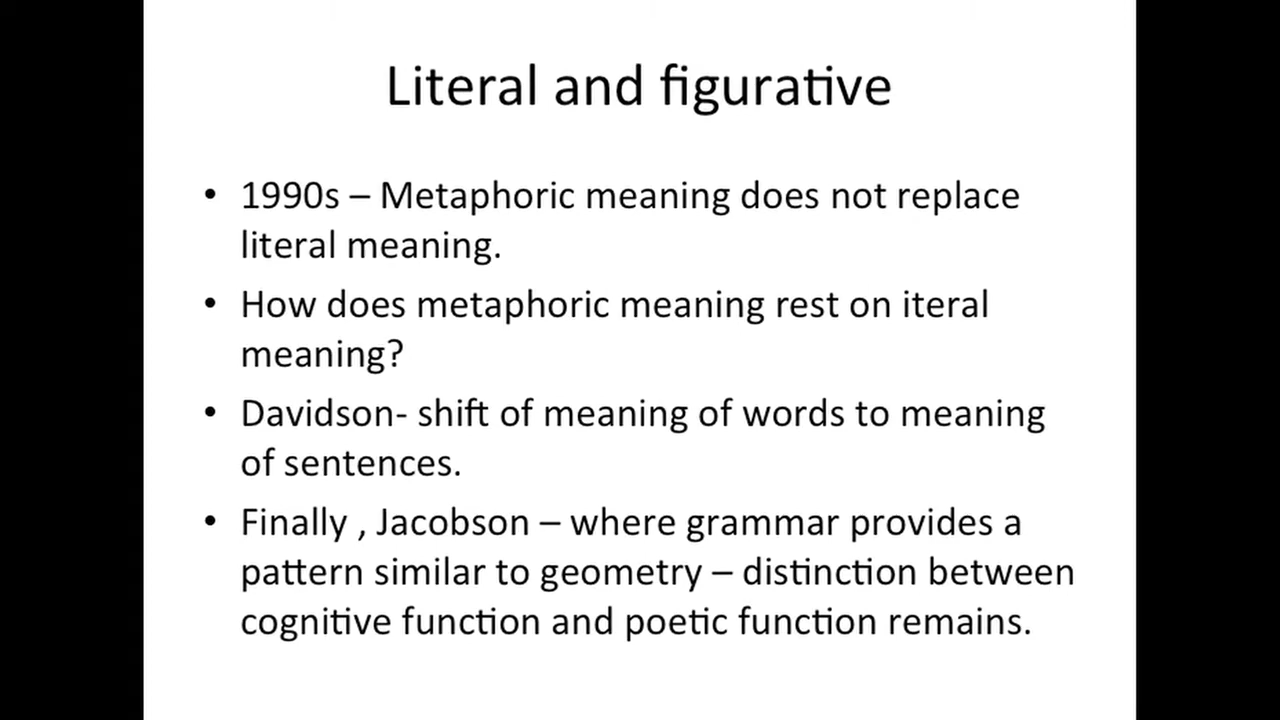 Literal and figurative
• 1990s – Metaphoric meaning does not replace
literal meaning.
• How does metaphoric meaning rest on iteral
meaning?
• Davidson- shift of meaning of words to meaning
of sentences.
• Finally , Jacobson – where grammar provides a
pattern similar to geometry – distinction between
cognitive function and poetic function remains.